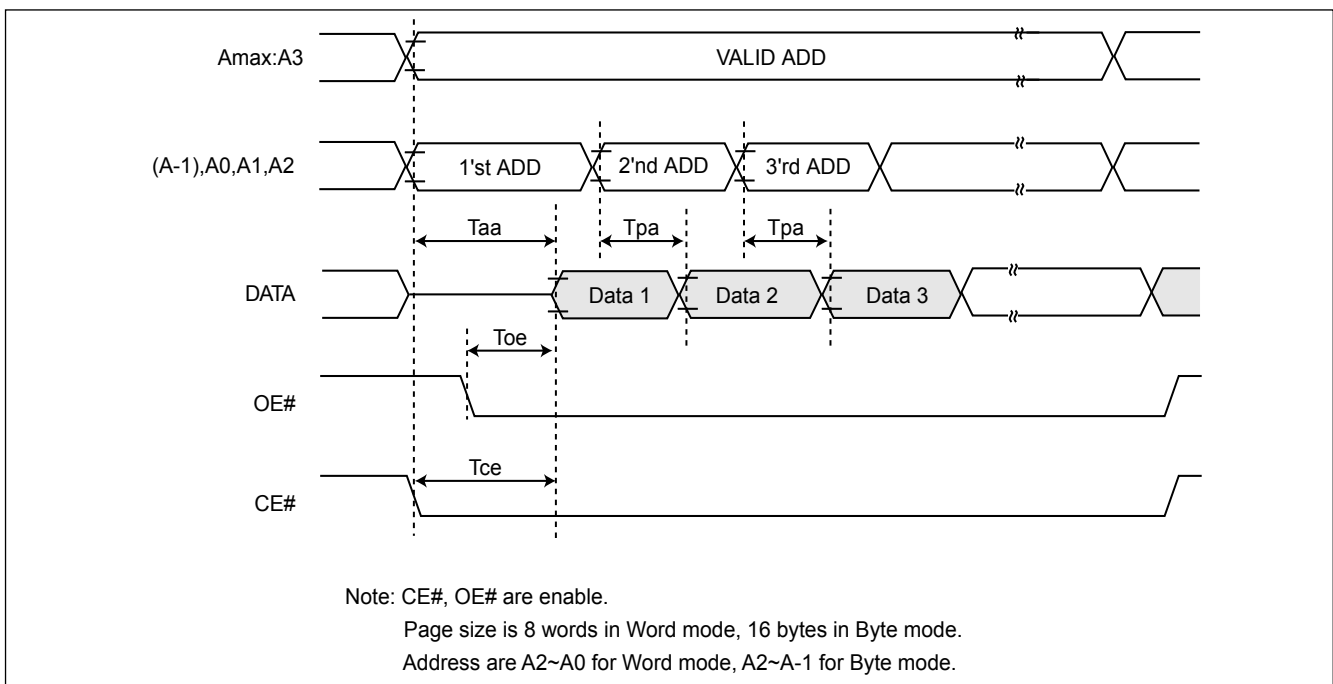 Amax:A3
VALID ADD
(A-1),A0,A1,A2
1'st ADD
2'nd ADD
3'rd ADD
Taa
Tpa
Tpa
DATA
Data 1
Data 2
Data 3
Toe
OE#
Tce
CE#
Note: CE#, OE# are enable.
Page size is 8 words in Word mode, 16 bytes in Byte mode.
Address are A2~A0 for Word mode, A2~A-1 for Byte mode.